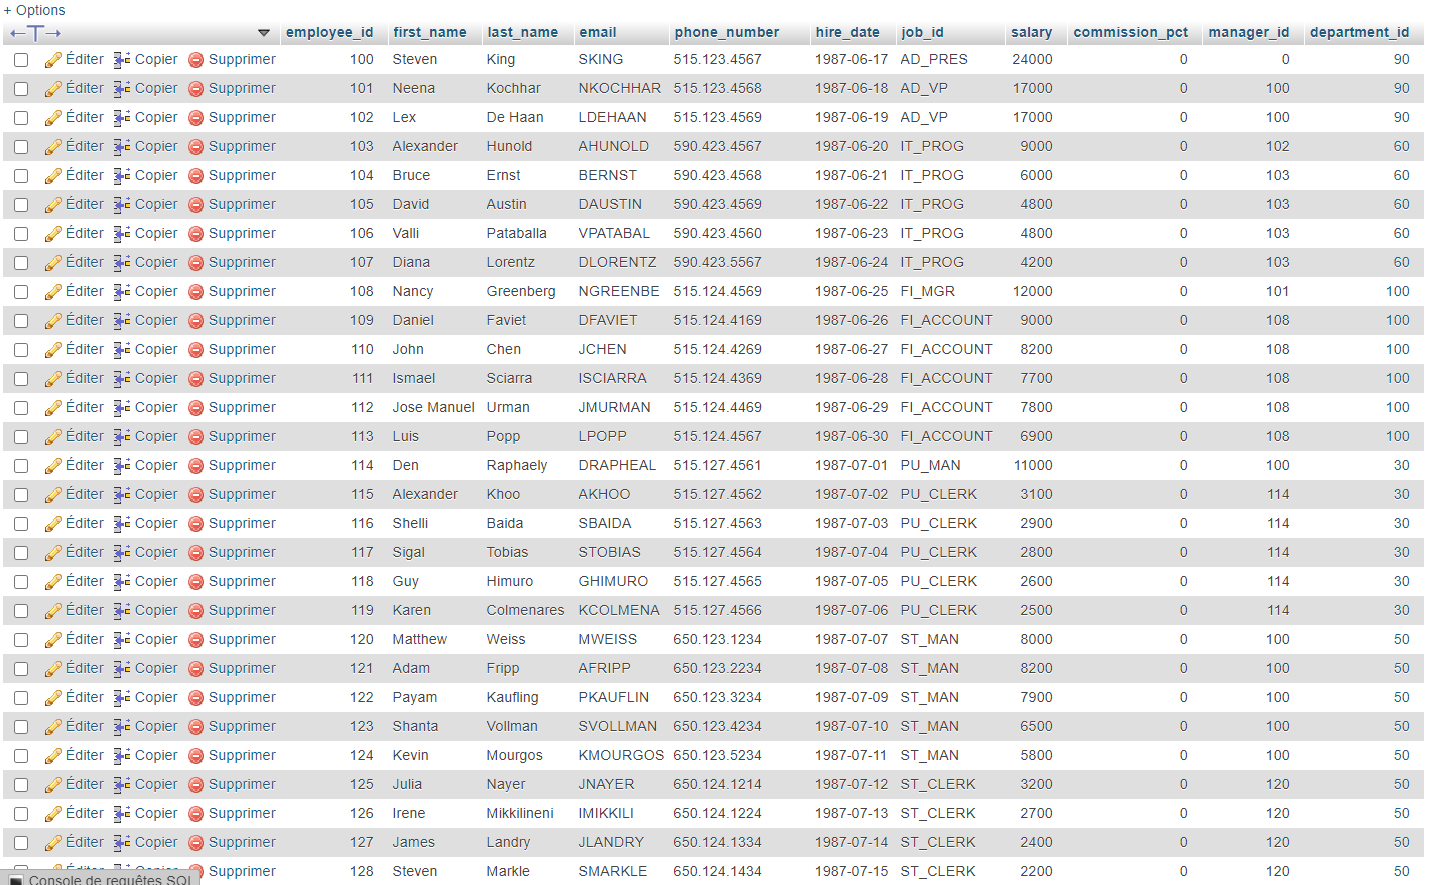 + Options
employee_id first_name last_name email phone_number hire_date job_id salary commission_pct manager_id department_id
Éditer Copier Supprimer 100 Steven King SKING 515.123.4567 1987-06-17 AD_PRES 24000 0 0 90
Éditer Copier Supprimer 101 Neena Kochhar NKOCHHAR 515.123.4568 1987-06-18 AD_VP 17000 0 100 90
Éditer Copier Supprimer 102 Lex De Haan LDEHAAN 515.123.4569 1987-06-19 AD_VP 17000 0 100 90
Éditer Copier Supprimer 103 Alexander Hunold AHUNOLD 590.423.4567 1987-06-20 IT_PROG 9000 0 102 60
Éditer Copier Supprimer 104 Bruce Ernst BERNST 590.423.4568 1987-06-21 IT_PROG 6000 0 103 60
Éditer Copier Supprimer 105 David Austin DAUSTIN 590.423.4569 1987-06-22 IT_PROG 4800 0 103 60
Éditer Copier Supprimer 106 Valli Pataballa VPATABAL 590.423.4560 1987-06-23 IT_PROG 4800 0 103 60
Éditer Copier Supprimer 107 Diana Lorentz DLORENTZ 590.423.5567 1987-06-24 IT_PROG 4200 0 103 60
Éditer Copier Supprimer 108 Nancy Greenberg NGREENBE 515.124.4569 1987-06-25 FI_MGR 12000 0 101 100
Éditer Copier Supprimer 109 Daniel Faviet DFAVIET 515.124.4169 1987-06-26 FI_ACCOUNT 9000 0 108 100
Éditer Copier Supprimer 110 John Chen JCHEN 515.124.4269 1987-06-27 FI_ACCOUNT 8200 0 108 100
Éditer Copier Supprimer 111 Ismael Sciarra ISCIARRA 515.124.4369 1987-06-28 FI_ACCOUNT 7700 0 108 100
Éditer Copier Supprimer 112 Jose Manuel Urman JMURMAN 515.124.4469 1987-06-29 FI_ACCOUNT 7800 0 108 100
Éditer Copier Supprimer 113 Luis Popp LPOPP 515.124.4567 1987-06-30 FI_ACCOUNT 6900 0 108 100
Éditer Copier Supprimer 114 Den Raphaely DRAPHEAL 515.127.4561 1987-07-01 PU_MAN 11000 0 100 30
Éditer Copier Supprimer 115 Alexander Khoo AKHOO 515.127.4562 1987-07-02 PU_CLERK 3100 0 114 30
Éditer Copier Supprimer 116 Shelli Baida SBAIDA 515.127.4563 1987-07-03 PU_CLERK 2900 0 114 30
Éditer Copier Supprimer 117 Sigal Tobias STOBIAS 515.127.4564 1987-07-04 PU_CLERK 2800 0 114 30
Éditer Copier Supprimer 118 Guy Himuro GHIMURO 515.127.4565 1987-07-05 PU_CLERK 2600 0 114 30
Éditer Copier Supprimer 119 Karen Colmenares KCOLMENA 515.127.4566 1987-07-06 PU_CLERK 2500 0 114 30
Éditer Copier Supprimer 120 Matthew Weiss MWEISS 650.123.1234 1987-07-07 ST_MAN 8000 0 100 50
Éditer Copier Supprimer 121 Adam Fripp AFRIPP 650.123.2234 1987-07-08 ST_MAN 8200 0 100 50
Éditer Copier Supprimer 122 Payam Kaufling PKAUFLIN 650.123.3234 1987-07-09 ST_MAN 7900 0 100 50
Éditer Copier Supprimer 123 Shanta Vollman SVOLLMAN 650.123.4234 1987-07-10 ST_MAN 6500 0 100 50
Éditer Copier Supprimer 124 Kevin Mourgos KMOURGOS 650.123.5234 1987-07-11 ST_MAN 5800 0 100 50
Éditer Copier Supprimer 125 Julia Nayer JNAYER 650.124.1214 1987-07-12 ST_CLERK 3200 0 120 50
Éditer Copier Supprimer 126 Irene Mikkilineni IMIKKILI 650.124.1224 1987-07-13 ST_CLERK 2700 0 120 50
Éditer Copier Supprimer 127 James Landry JLANDRY 650.124.1334 1987-07-14 ST_CLERK 2400 0 120 50
Éditer Copier Supprimer 128 Steven Markle SMARKLE 650.124.1434 1987-07-15 ST_CLERK 2200 0 120 50
Console de requêtes SQL